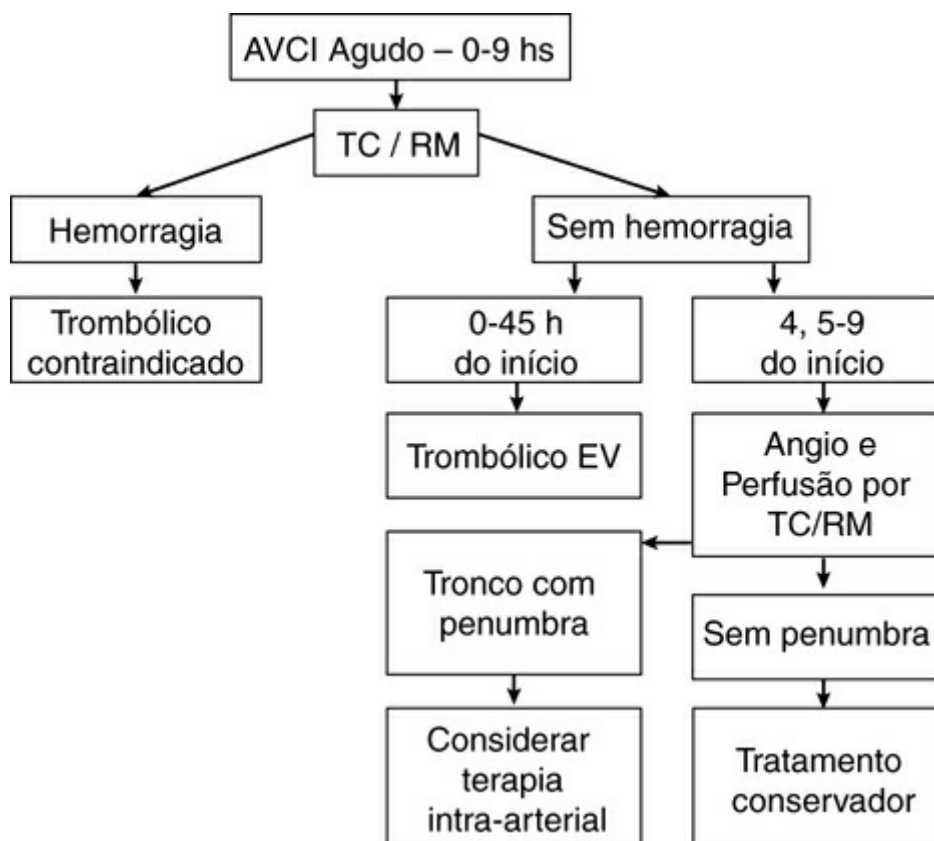 AVCI Agudo – 0-9 hs
TC / RM
Hemorragia
Sem hemorragia
Trombólico
contraindicado
0-45 h
do início
4, 5-9
do início
Trombólico EV
Angio e
Perfusão por
TC/RM
Tronco com
penumbra
Sem penumbra
Considerar
terapia
intra-arterial
Tratamento
conservador